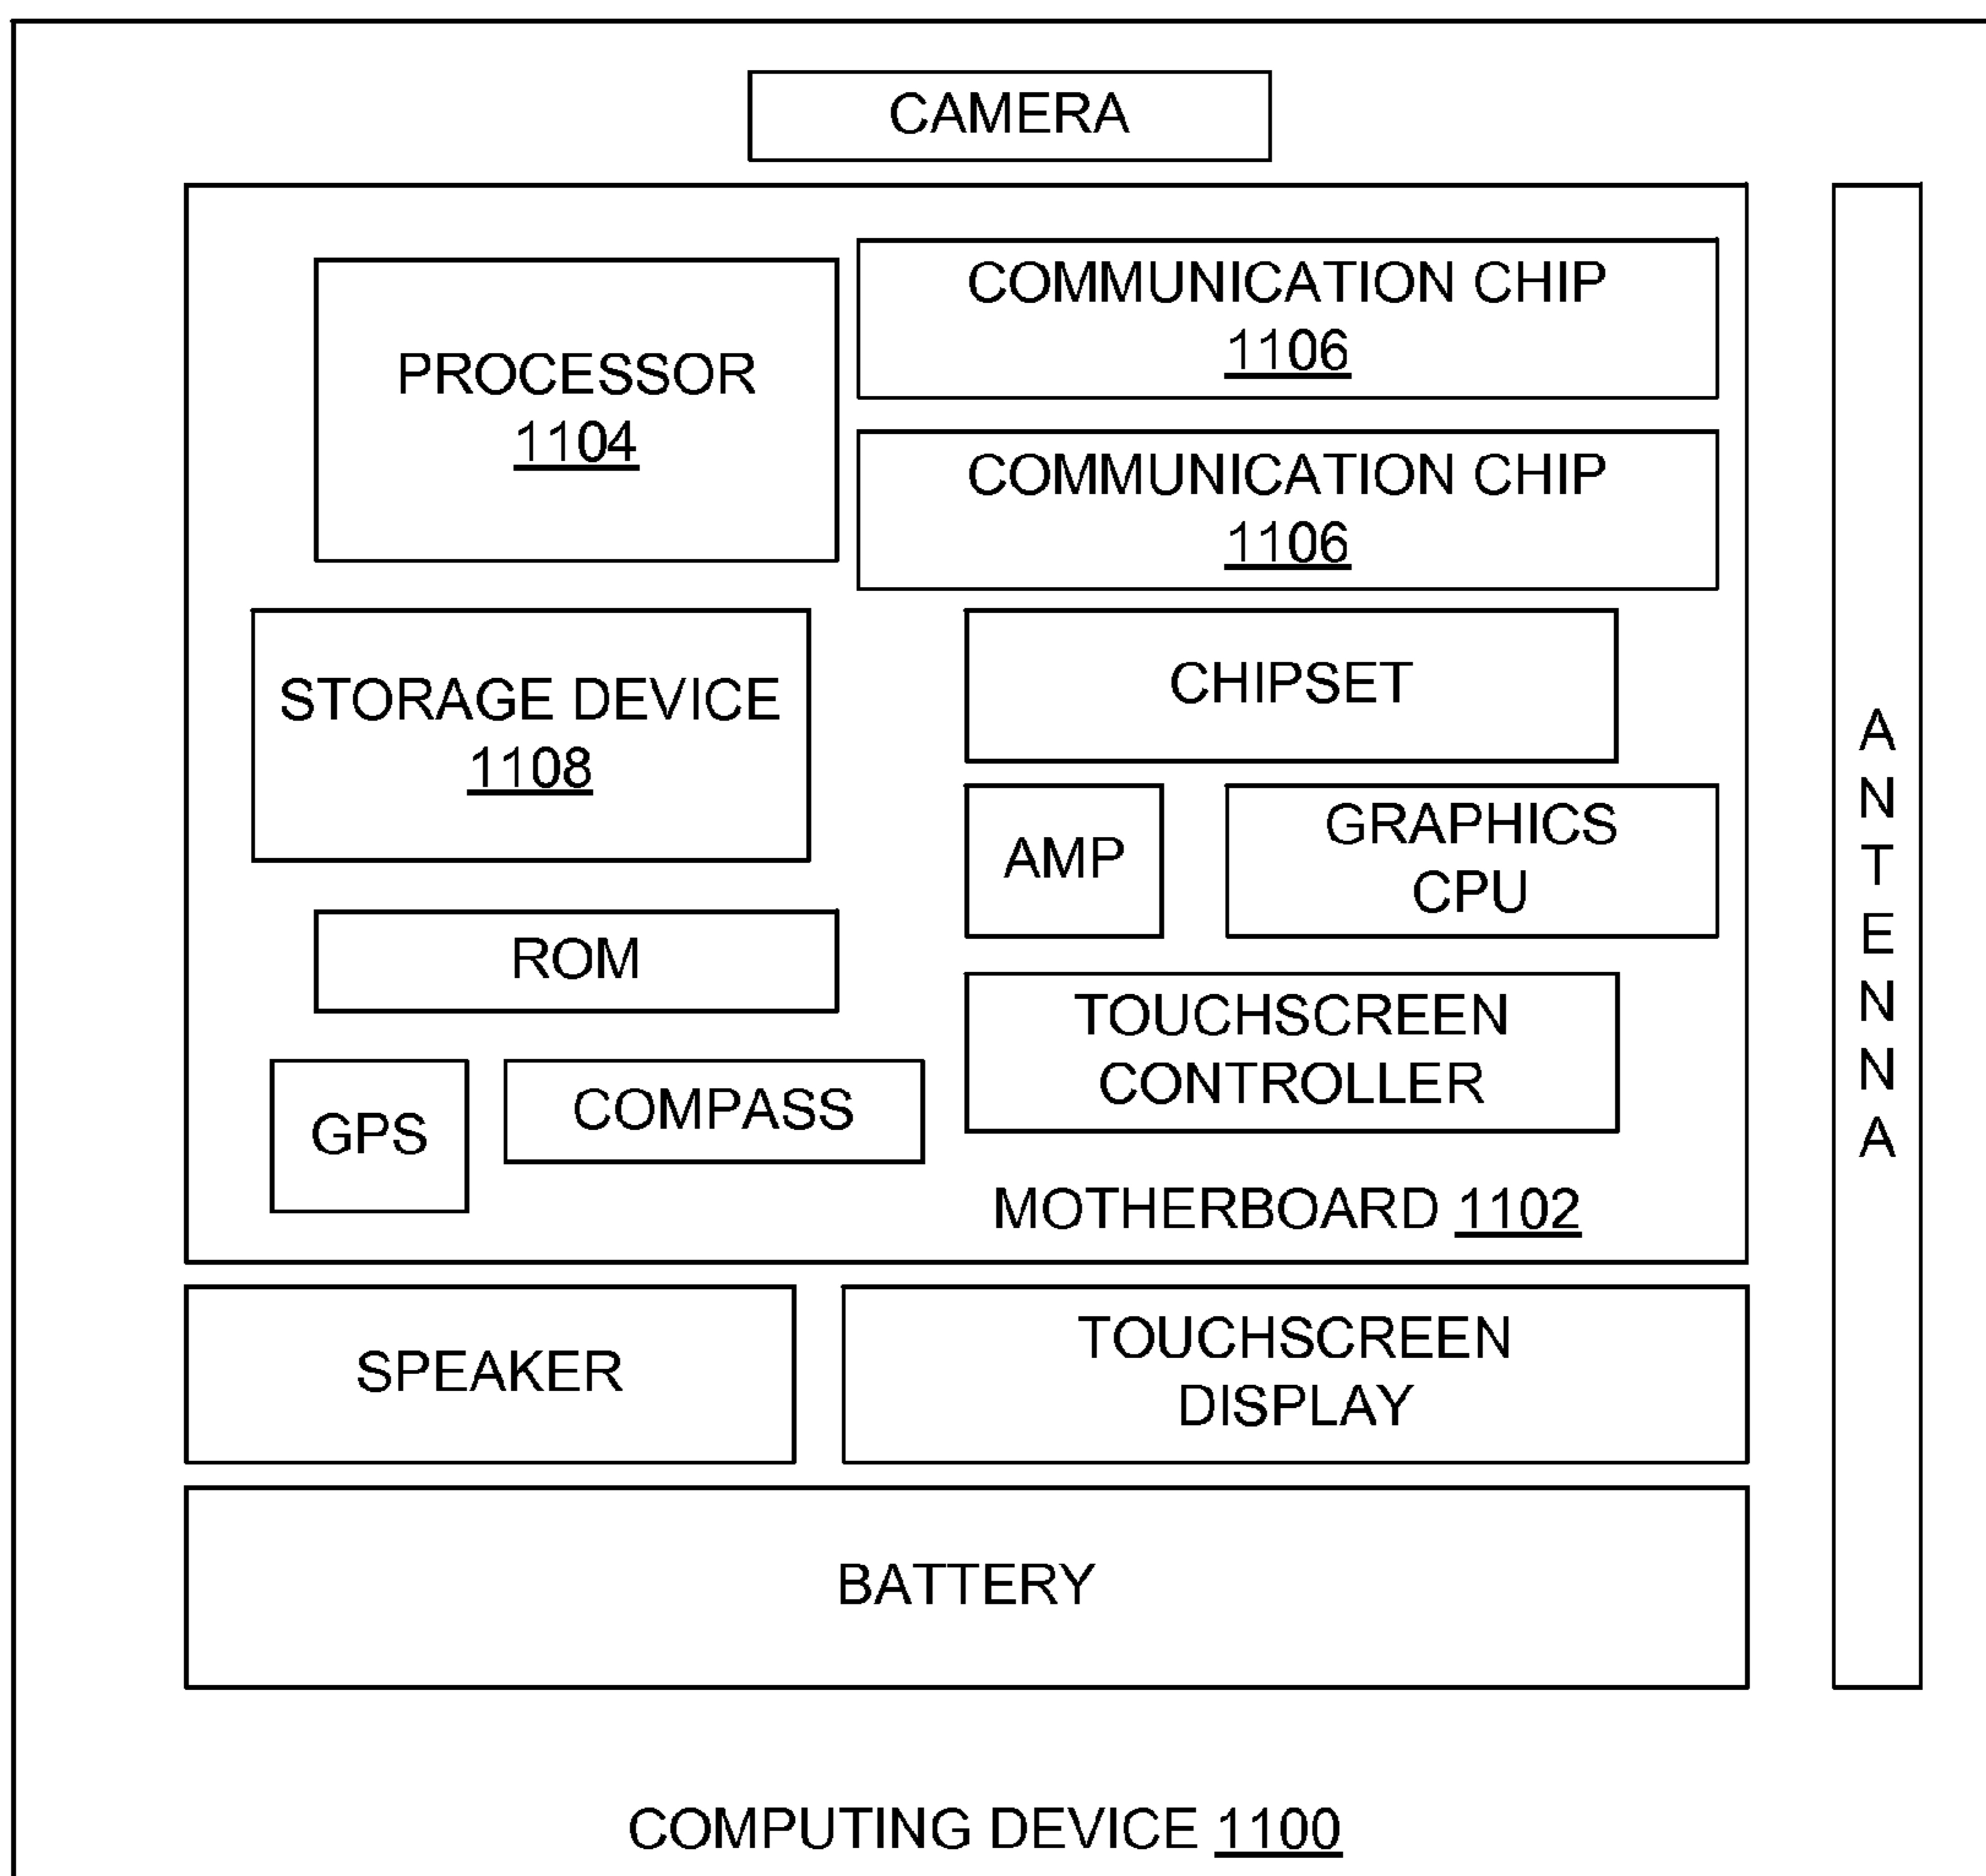 CAMERA
PROCESSOR
1104
COMMUNICATION CHIP
1106
COMMUNICATION CHIP
1106
STORAGE DEVICE
1108
CHIPSET
AMP
GRAPHICS
CPU
ROM
TOUCHSCREEN
CONTROLLER
GPS
COMPASS
MOTHERBOARD 1102
ANTENNA
SPEAKER
TOUCHSCREEN
DISPLAY
BATTERY
COMPUTING DEVICE 1100